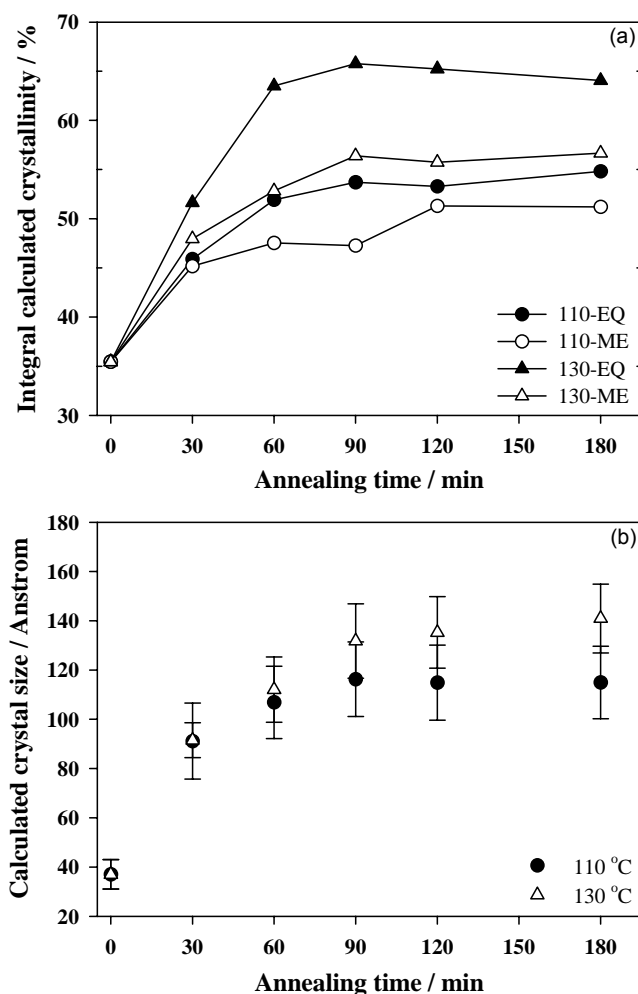 (a)
Integral calculated crystallinity / %
70
60
50
40
30
110-EQ
110-ME
130-EQ
130-ME
0 30 60 90 120 150 180
Annealing time / min
(b)
Calculated crystal size / Anstrom
180
160
140
120
100
80
60
40
20
110 °C
130 °C
0 30 60 90 120 150 180
Annealing time / min